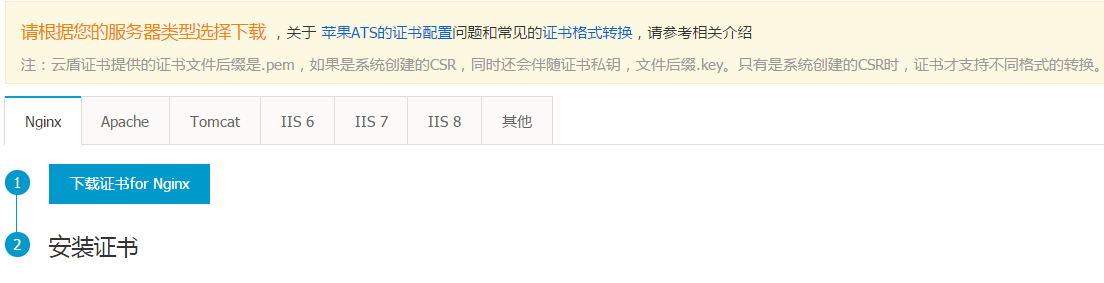 请根据您的服务器类型选择下载 ，关于 苹果ATS的证书配置问题和常见的证书格式转换，请参考相关介绍
注：云盾证书提供的证书文件后缀是.pem，如果是系统创建的CSR，同时还会伴随证书私钥，文件后缀.key。只有是系统创建的CSR时，证书才支持不同格式的转换。
Nginx Apache Tomcat IIS 6 IIS 7 IIS 8 其他
1 下载证书for Nginx
2 安装证书